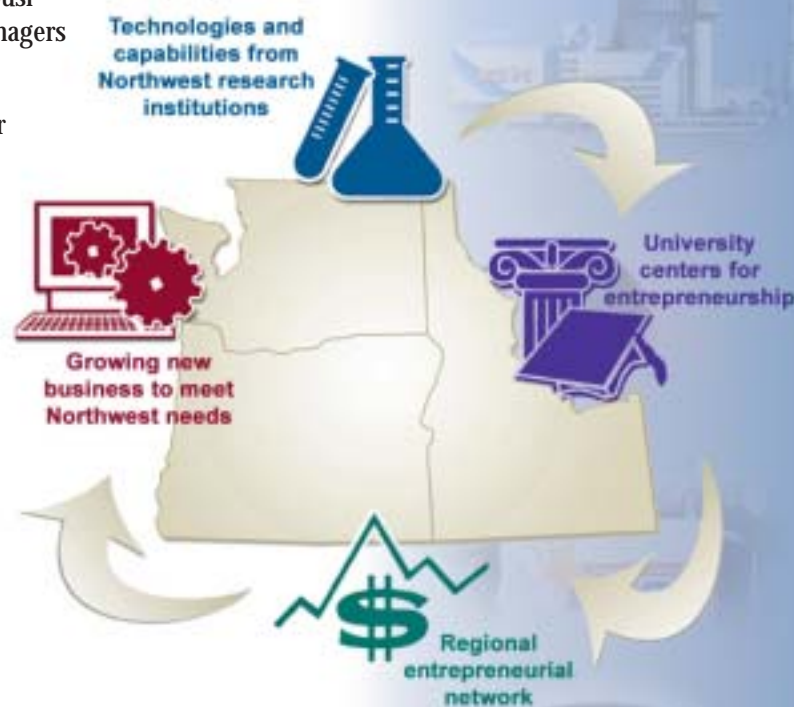 nagers
r
Technologies and
capabilities from
Northwest research
institutions
University
centers for
entrepreneurship
Regional
entrepreneurial
network
Growing new
business to meet
Northwest needs